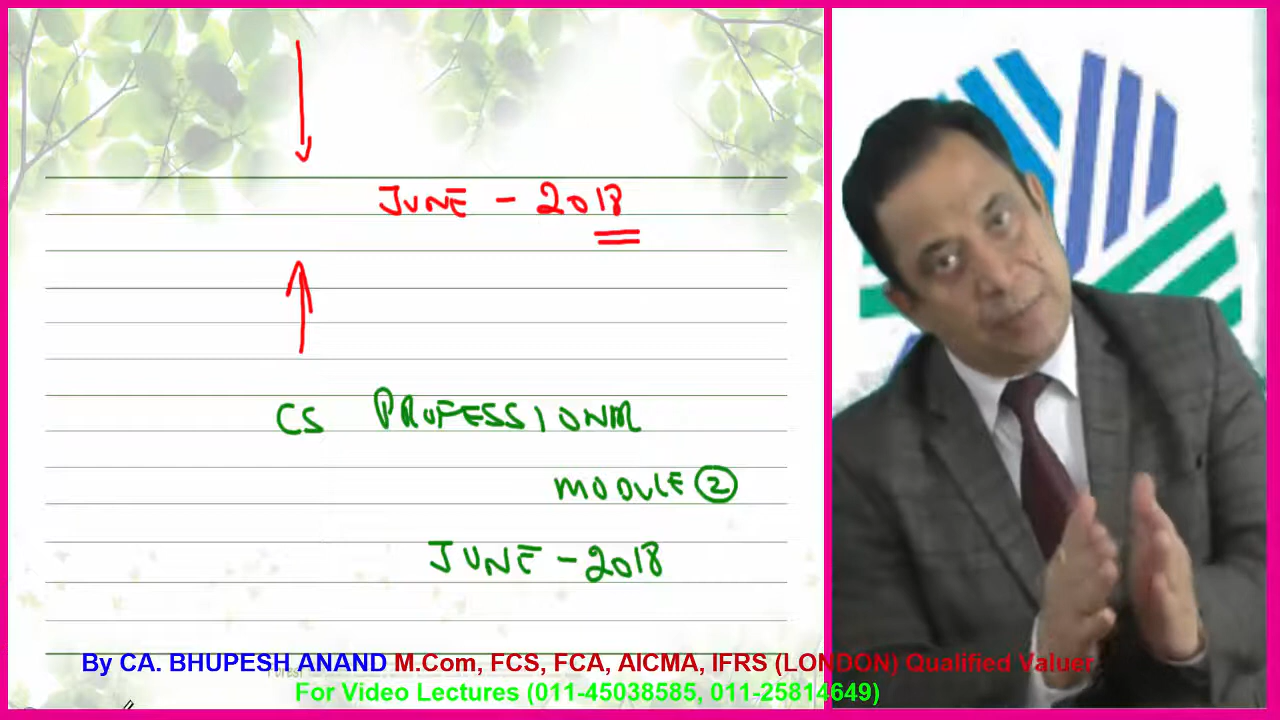 JUNE - 2018
CS PROFESSIONAL
MODULE 2
JUNE - 2018
By CA. BHUPESH ANAND M.Com, FCS, FCA, AICMA, IFRS (LONDON) Qualified Valuer
For Video Lectures (011-45038585, 011-25814649)